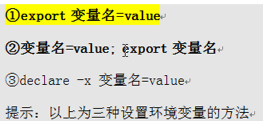 ①export 变量名=value
②变量名=value; export 变量名
③declare -x 变量名=value
提示：以上为三种设置环境变量的方法